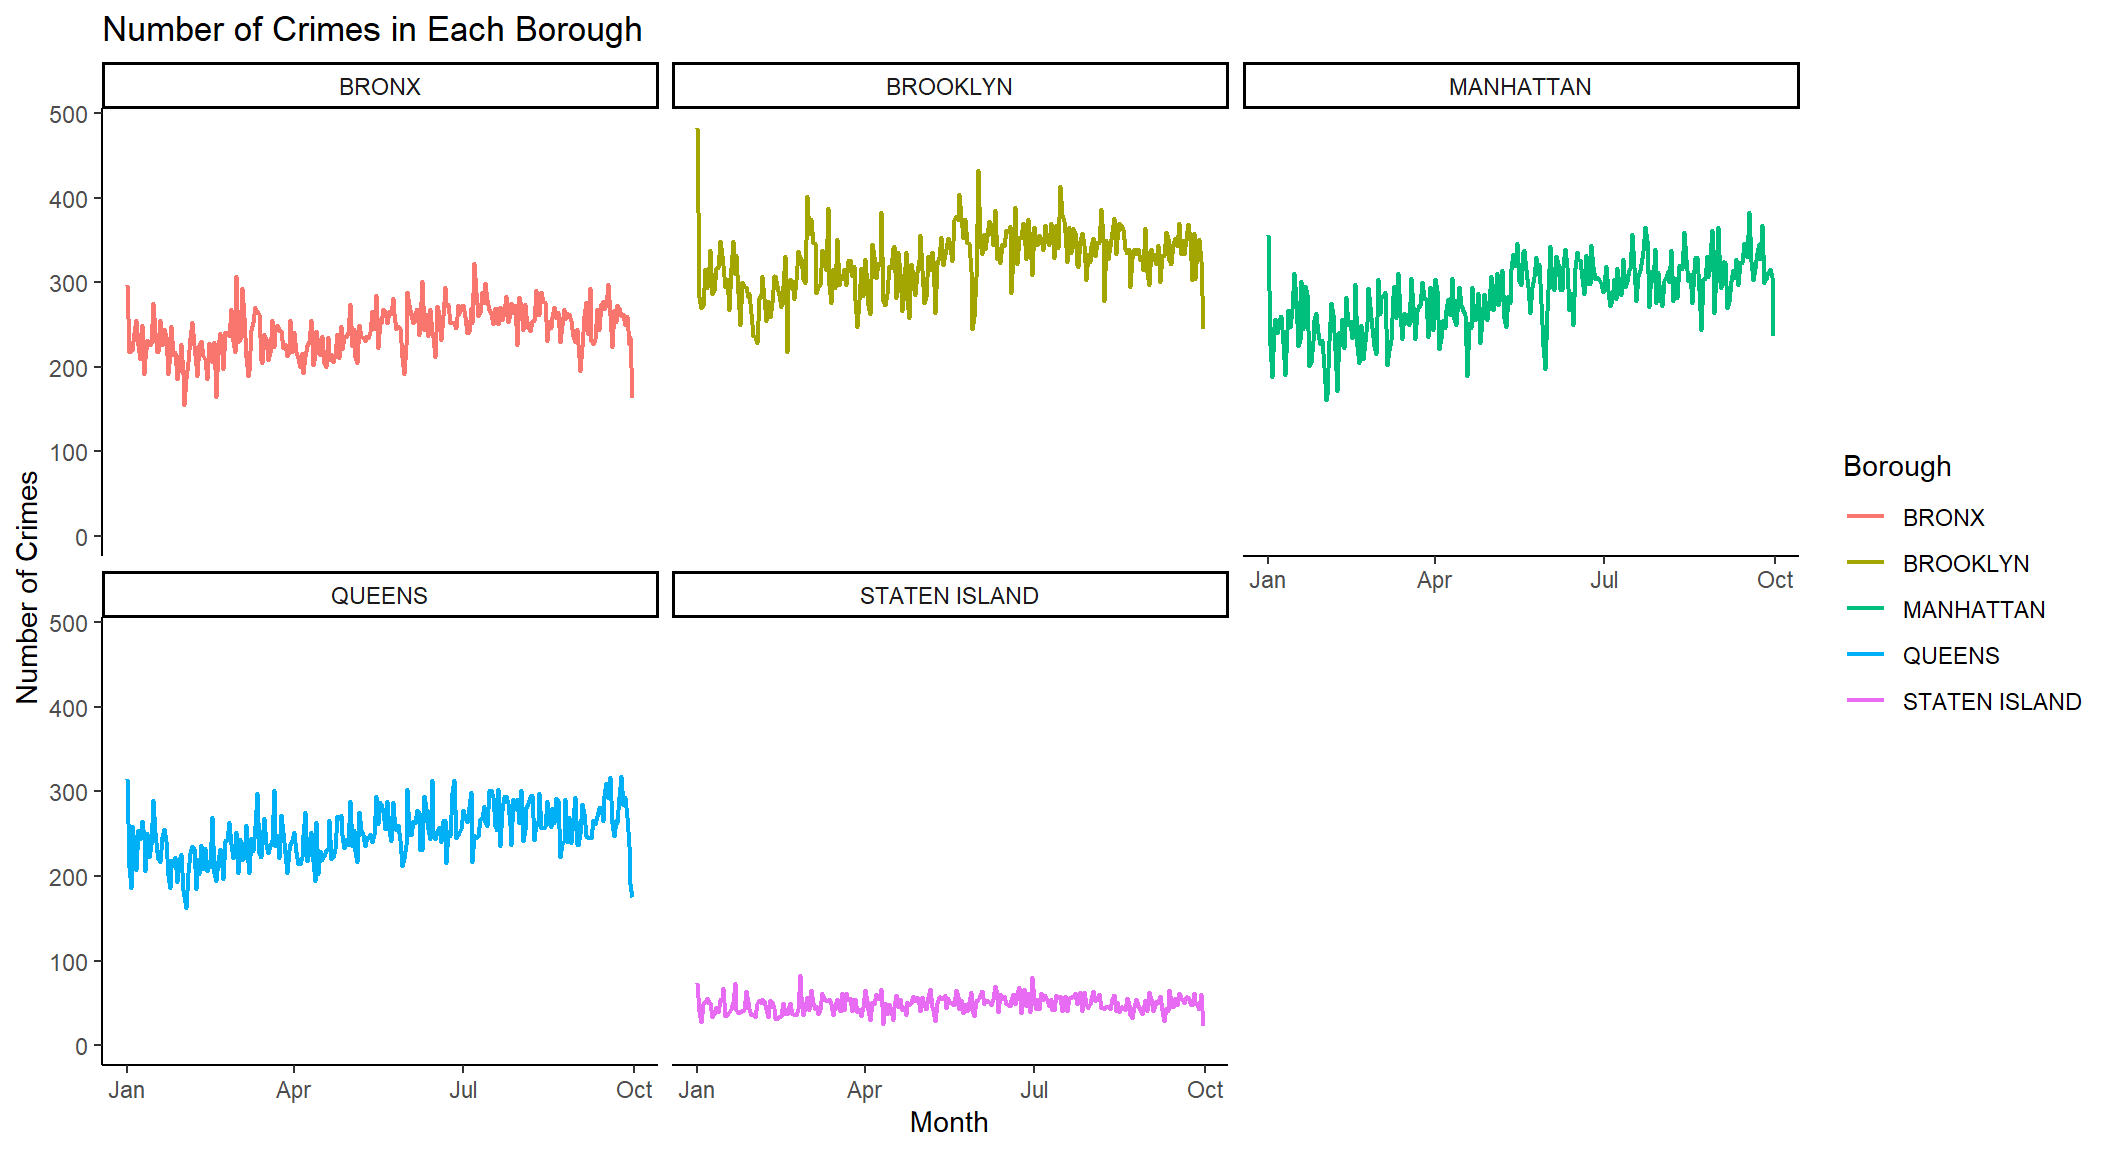 Number of Crimes in Each Borough
BRONX
BROOKLYN
MANHATTAN
500
400
300
200
100
0
Jan Apr Jul Oct
QUEENS
STATEN ISLAND
500
400
300
200
100
0
Jan Apr Jul Oct
Jan Apr Jul Oct
Number of Crimes
Month
Borough
BRONX
BROOKLYN
MANHATTAN
QUEENS
STATEN ISLAND